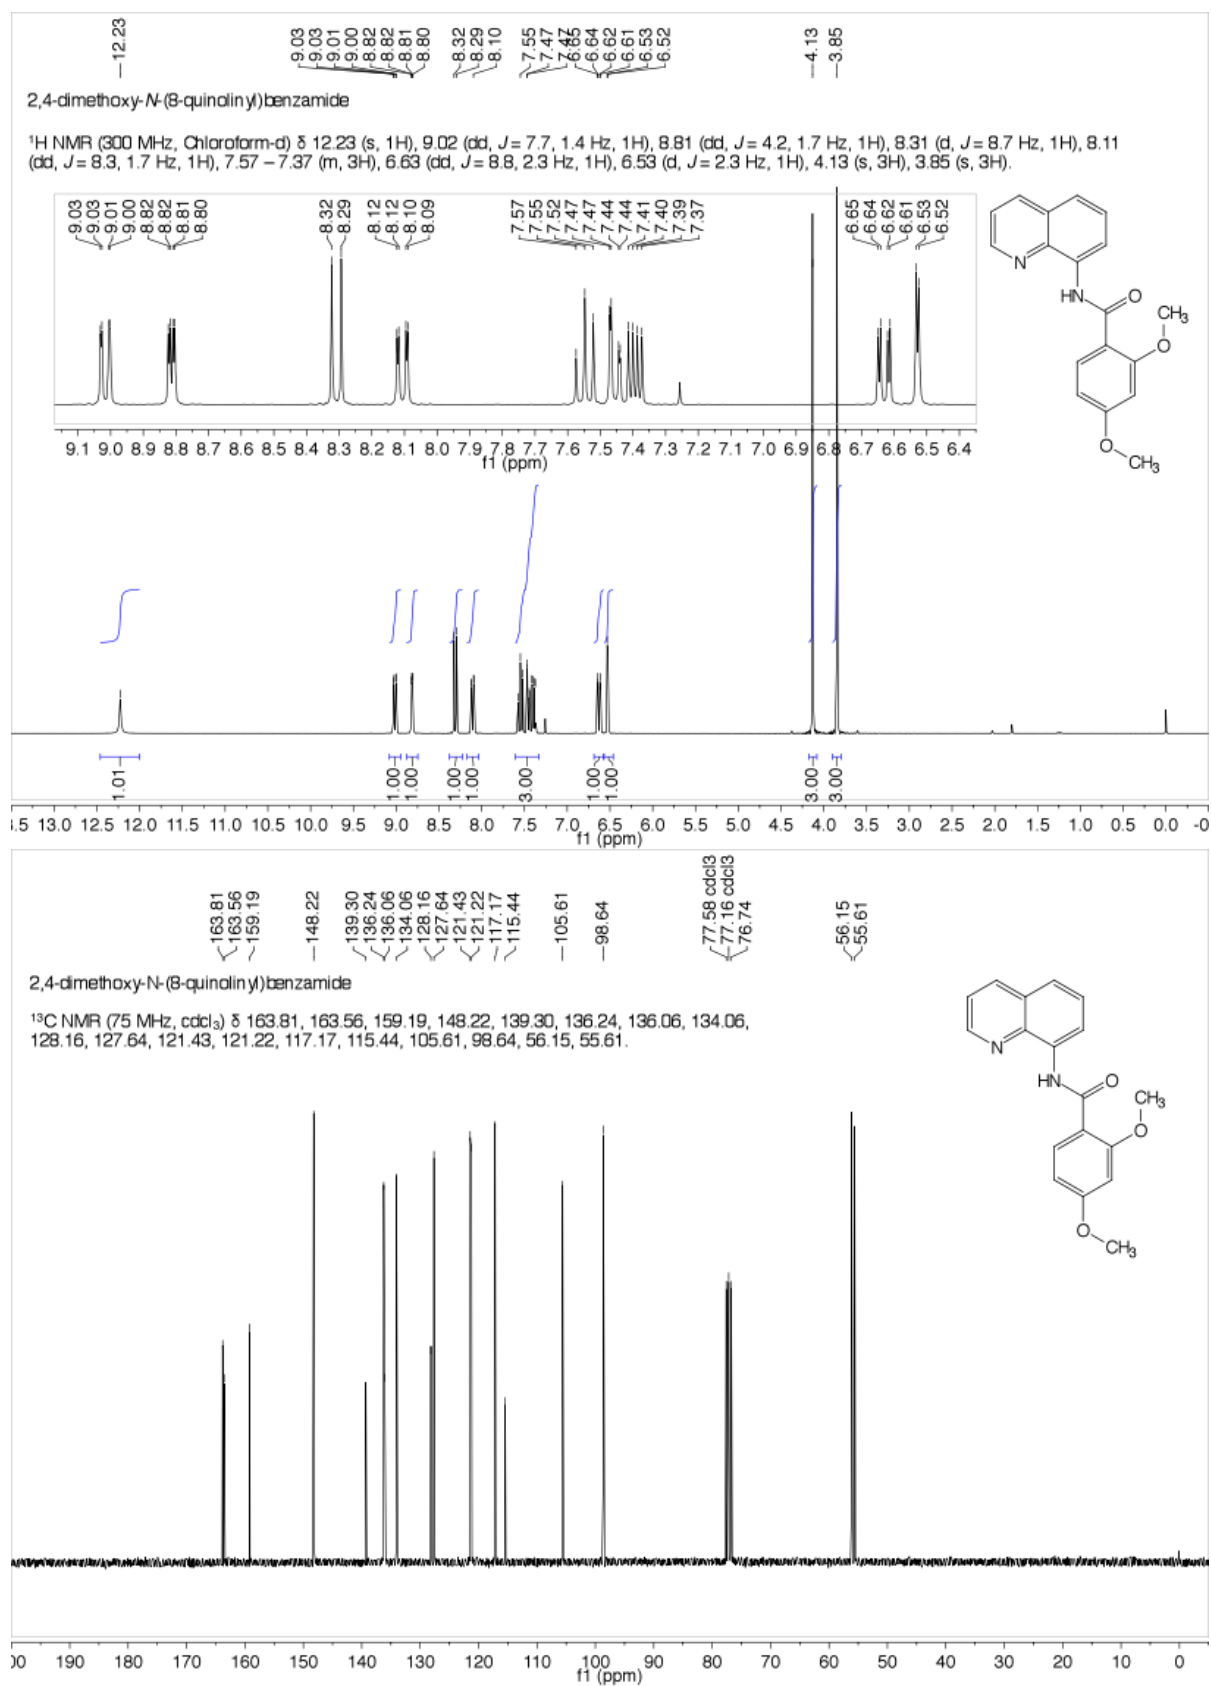 12.23 9.03 9.03 9.01 9.00 8.82 8.82 8.81 8.80 8.32 8.29 8.10 7.55 7.47 7.47 6.65 6.64 6.62 6.61 6.53 6.52 4.13 3.85
2,4-dimethoxy-N-(8-quinolinyl)benzamide
¹H NMR (300 MHz, Chloroform-d) δ 12.23 (s, 1H), 9.02 (dd, J = 7.7, 1.4 Hz, 1H), 8.81 (dd, J = 4.2, 1.7 Hz, 1H), 8.31 (d, J = 8.7 Hz, 1H), 8.11
(dd, J = 8.3, 1.7 Hz, 1H), 7.57 – 7.37 (m, 3H), 6.63 (dd, J = 8.8, 2.3 Hz, 1H), 6.53 (d, J = 2.3 Hz, 1H), 4.13 (s, 3H), 3.85 (s, 3H).
9.03 9.03 9.01 9.00 8.82 8.82 8.81 8.80 8.32 8.29 8.12 8.12 8.10 8.09 7.57 7.55 7.52 7.47 7.47 7.44 7.44 7.41 7.40 7.39 7.37 6.65 6.64 6.62 6.61 6.53 6.52
N
HN
O
CH₃
O
O
CH₃
9.1 9.0 8.9 8.8 8.7 8.6 8.5 8.4 8.3 8.2 8.1 8.0 7.9 7.8 7.7 7.6 7.5 7.4 7.3 7.2 7.1 7.0 6.9 6.8 6.7 6.6 6.5 6.4
f1 (ppm)
1.01 1.00 1.00 1.00 1.00 3.00 1.00 1.00 3.00 3.00
3.5 13.0 12.5 12.0 11.5 11.0 10.5 10.0 9.5 9.0 8.5 8.0 7.5 7.0 6.5 6.0 5.5 5.0 4.5 4.0 3.5 3.0 2.5 2.0 1.5 1.0 0.5 0.0 -0
f1 (ppm)
163.81 163.56 159.19 148.22 139.30 136.24 136.06 134.06 128.16 127.64 121.43 121.22 117.17 115.44 105.61 98.64 77.58 cdcl3 77.16 cdcl3 76.74 56.15 55.61
2,4-dimethoxy-N-(8-quinolinyl)benzamide
¹³C NMR (75 MHz, cdcl₃) δ 163.81, 163.56, 159.19, 148.22, 139.30, 136.24, 136.06, 134.06,
128.16, 127.64, 121.43, 121.22, 117.17, 115.44, 105.61, 98.64, 56.15, 55.61.
N
HN
O
CH₃
O
O
CH₃
00 190 180 170 160 150 140 130 120 110 100 90 80 70 60 50 40 30 20 10 0
f1 (ppm)